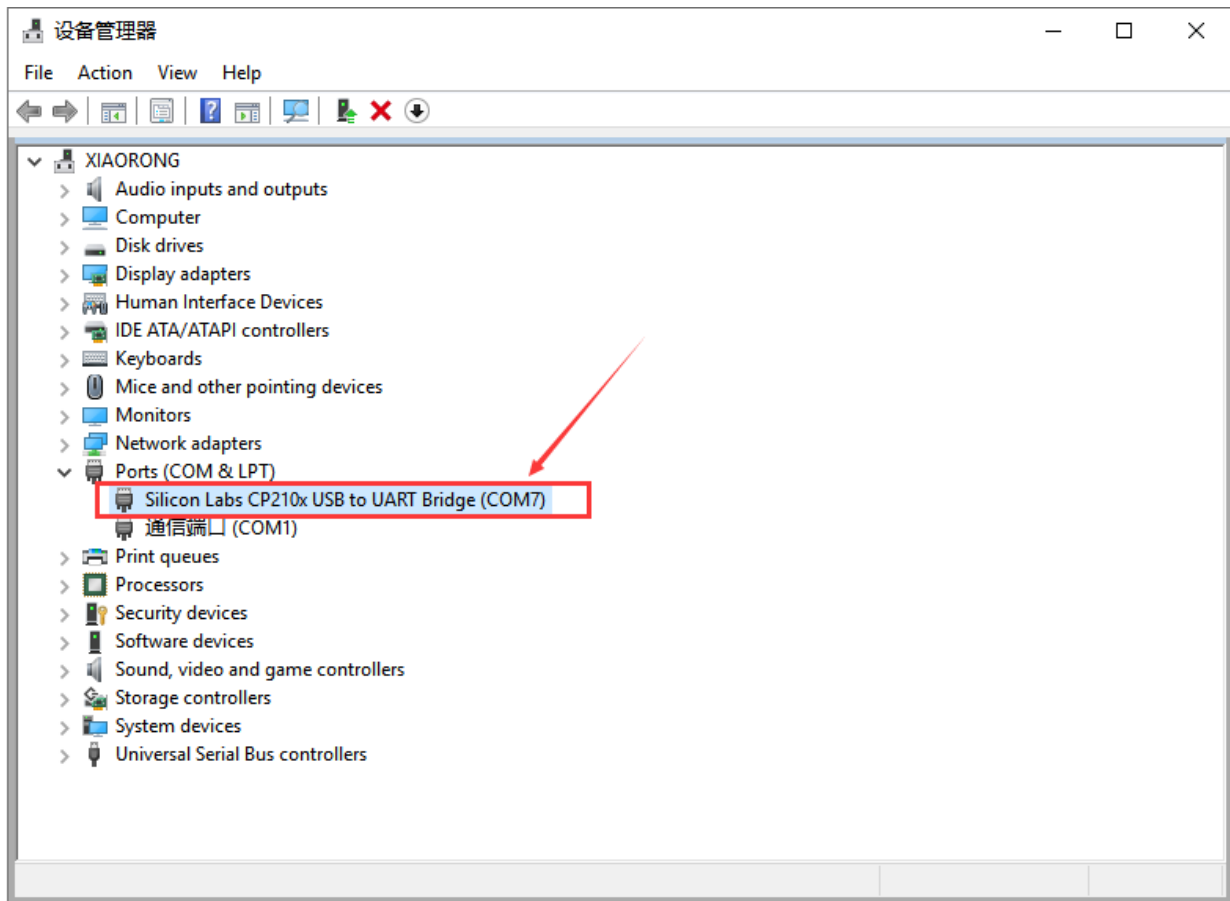 设备管理器
File Action View Help
XIAORONG
Audio inputs and outputs
Computer
Disk drives
Display adapters
Human Interface Devices
IDE ATA/ATAPI controllers
Keyboards
Mice and other pointing devices
Monitors
Network adapters
Ports (COM & LPT)
Silicon Labs CP210x USB to UART Bridge (COM7)
通信端口 (COM1)
Print queues
Processors
Security devices
Software devices
Sound, video and game controllers
Storage controllers
System devices
Universal Serial Bus controllers